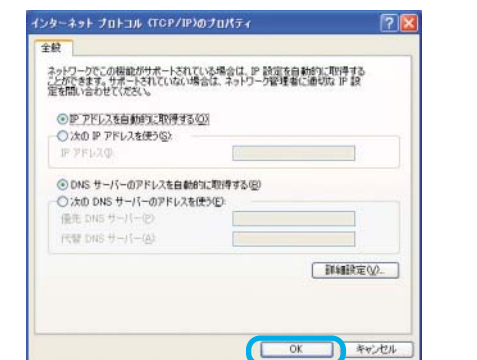 インターネット プロトコル (TCP/IP)のプロパティ
全般
ネットワークでこの機能がサポートされている場合は、IP 設定を自動的に取得する
ことができます。サポートされていない場合は、ネットワーク管理者に適切な IP 設
定を問い合わせてください。
IP アドレスを自動的に取得する(O)
次の IP アドレスを使う(S):
IP アドレス(I):
DNS サーバーのアドレスを自動的に取得する(B)
次の DNS サーバーのアドレスを使う(E):
優先 DNS サーバー(P):
代替 DNS サーバー(A):
詳細設定(V)...
OK キャンセル